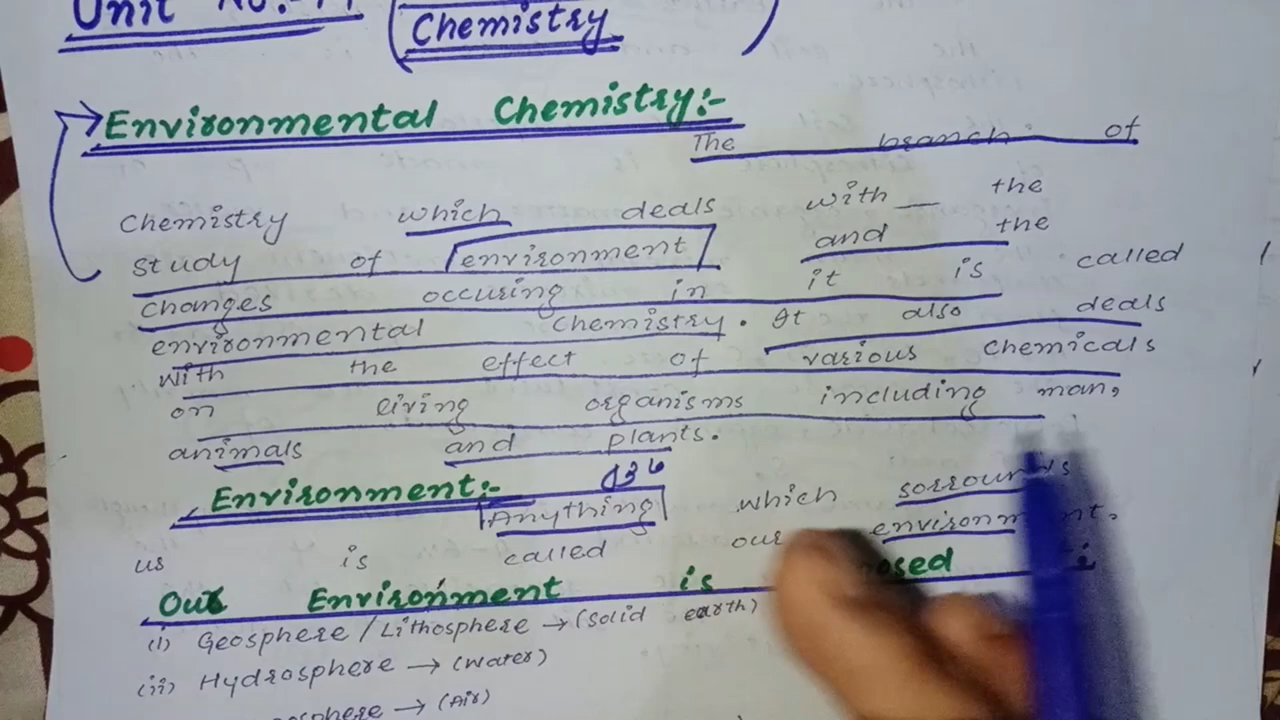 Unit No.:-
Chemistry
Environmental Chemistry:-
The branch of
Chemistry which deals with __ the
study of environment and the
changes occuring in it is called
environmental chemistry. It also deals
with the effect of various chemicals
on living organisms including man,
animals and plants.
Environment:-
Anything which
us is called our environment.
Our Environment is
(i) Geosphere / Lithosphere → (Solid earth)
(ii) Hydrosphere → (Water)
→ (Air)